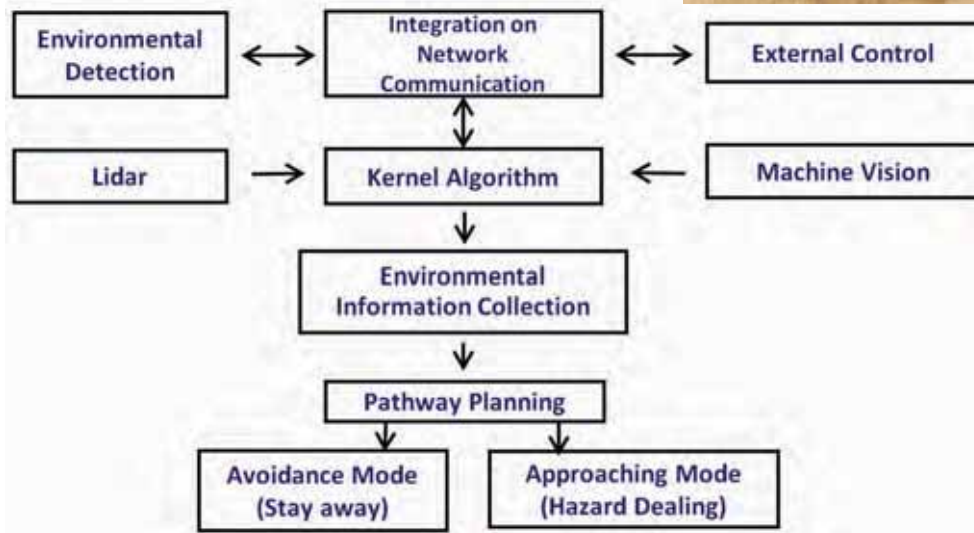 Environmental
Detection
Integration on
Network
Communication
External Control
Lidar
Kernel Algorithm
Machine Vision
Environmental
Information Collection
Pathway Planning
Avoidance Mode
(Stay away)
Approaching Mode
(Hazard Dealing)